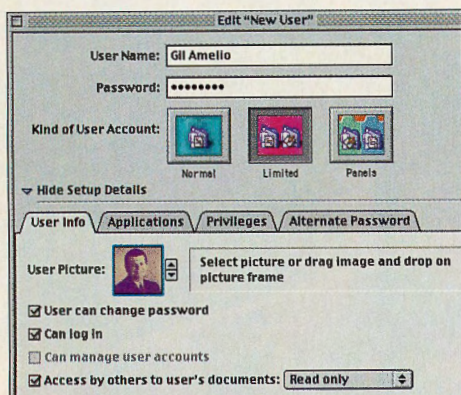 Edit “New User”
User Name: Gil Amelio
Password: ••••••••
Kind of User Account:
Normal Limited Panels
Hide Setup Details
User Info Applications Privileges Alternate Password
User Picture: Select picture or drag image and drop on
picture frame
User can change password
Can log in
Can manage user accounts
Access by others to user's documents: Read only